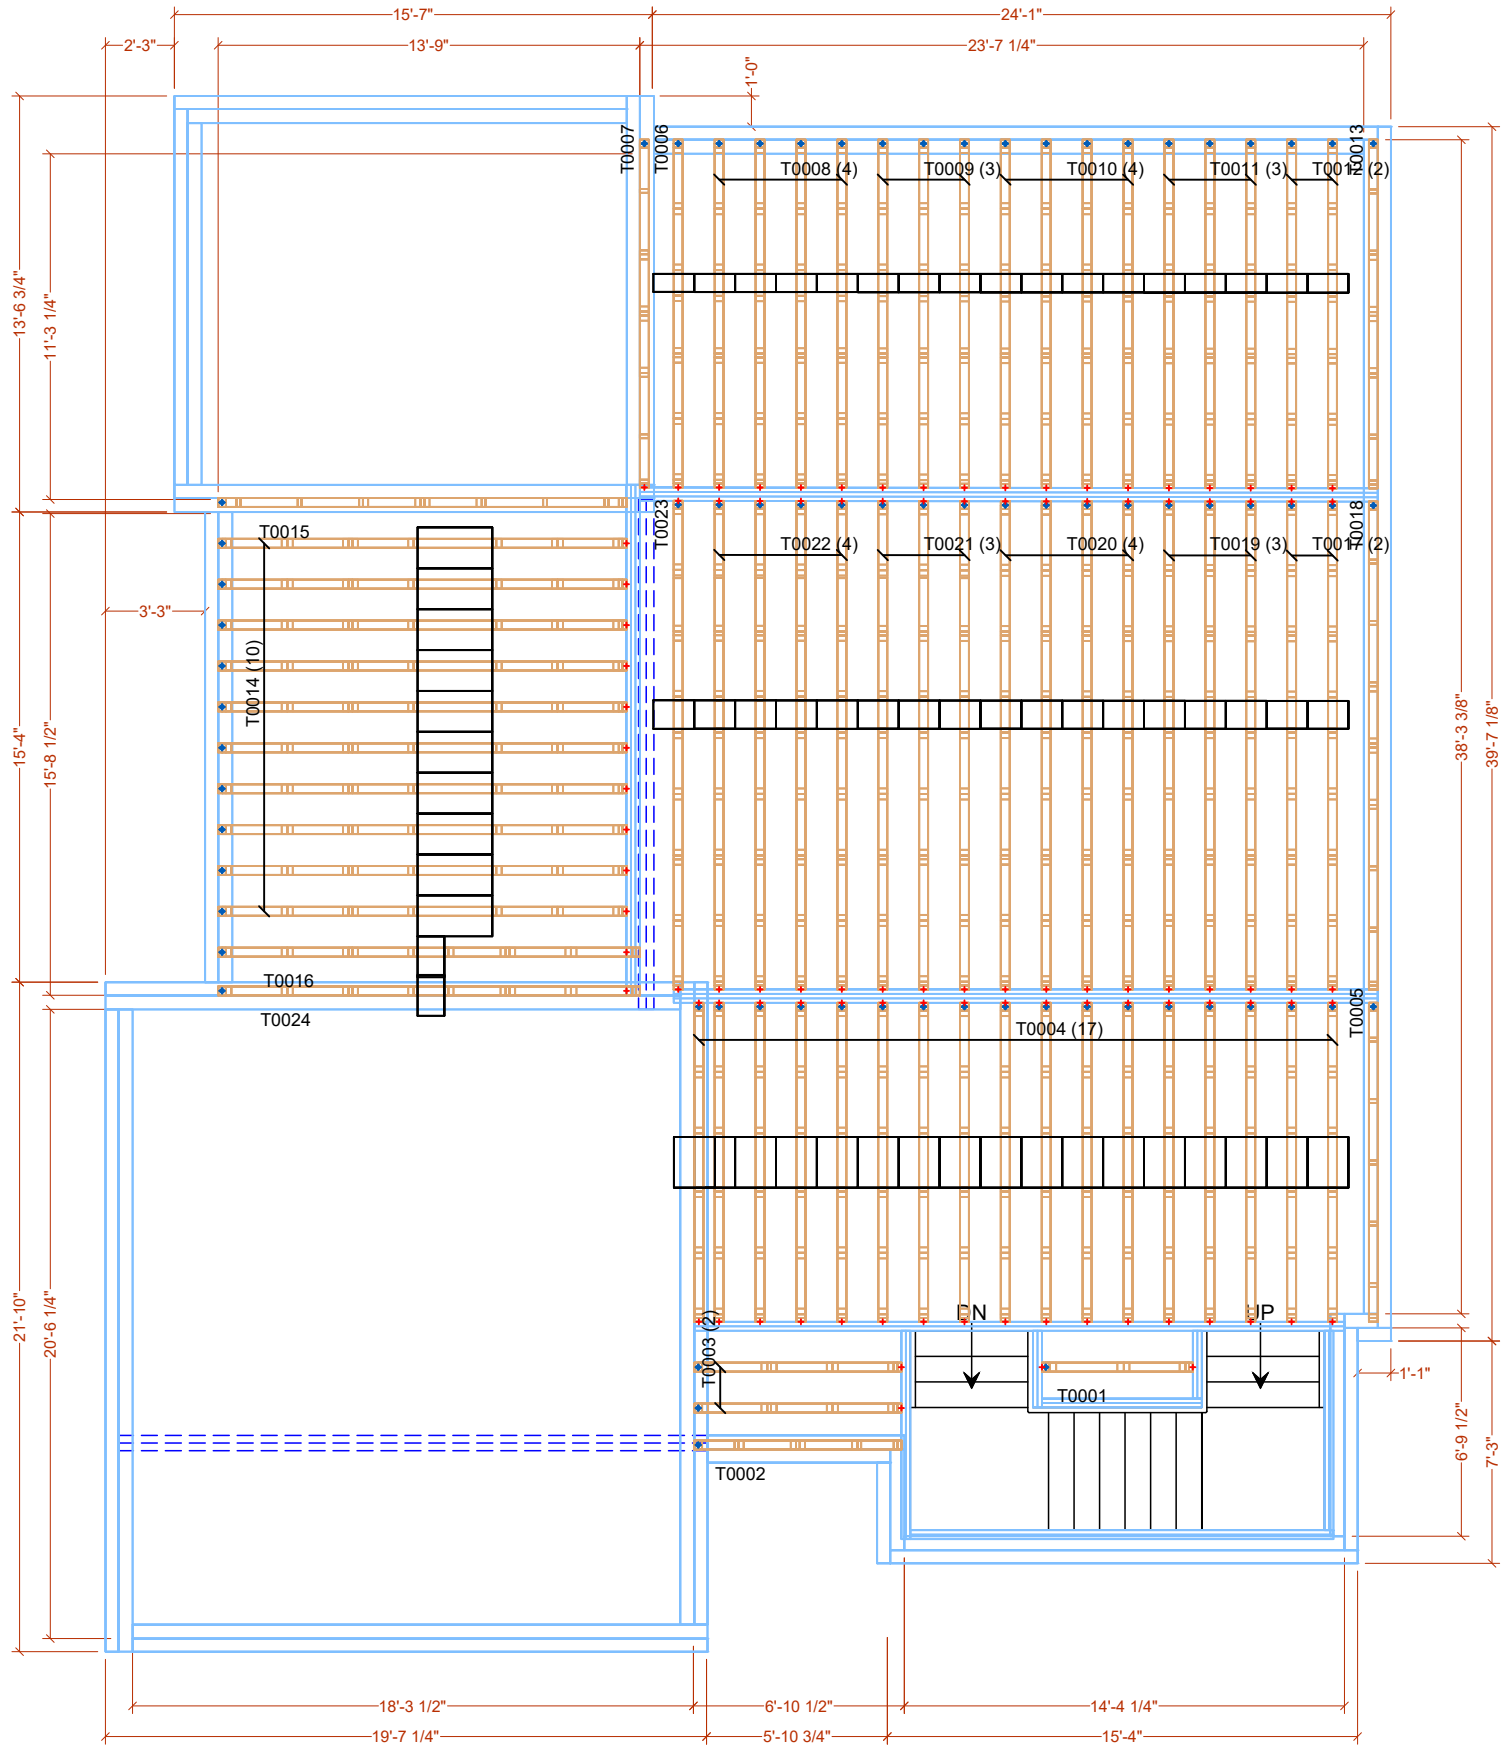 15'-7"
24'-1"
2'-3"
13'-9"
23'-7 1/4"
1'-0"
T0007
T0006
T0013
T0008 (4)
T0009 (3)
T0010 (4)
T0011 (3)
T0012 (2)
13'-6 3/4"
11'-3 1/4"
T0015
T0023
T0018
T0022 (4)
T0021 (3)
T0020 (4)
T0019 (3)
(2)
3'-3"
T0014 (10)
15'-4"
15'-8 1/2"
38'-3 3/8"
39'-7 1/8"
T0016
T0024
T0005
T0004 (17)
21'-10"
20'-6 1/4"
DN
UP
T0003 (2)
T0001
1'-1"
6'-9 1/2"
7'-3"
T0002
18'-3 1/2"
6'-10 1/2"
14'-4 1/4"
19'-7 1/4"
5'-10 3/4"
15'-4"